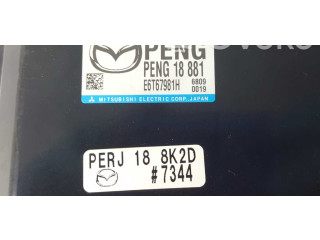 PENG
PENG 18 881
E6T67981H
6809
0019
MITSUBISHI ELECTRIC CORP. JAPAN
PERJ 18 8K2D
#7344